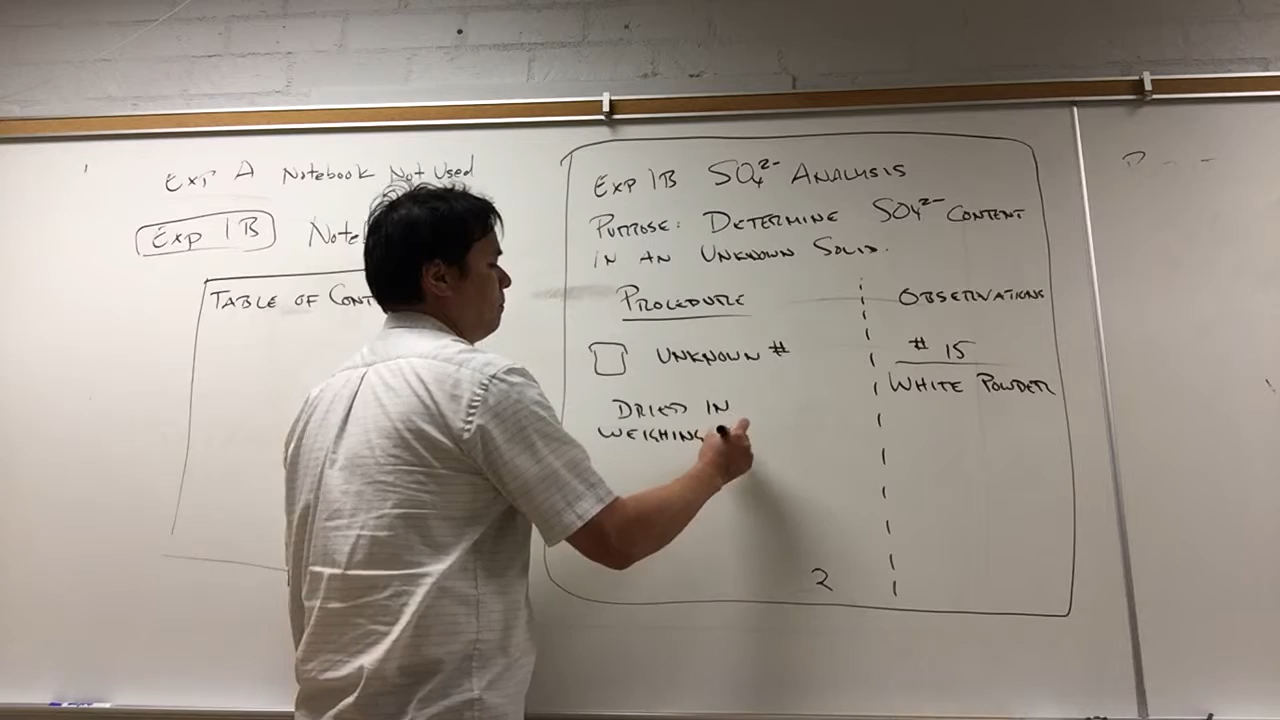 Exp A Notebook Not Used
Exp 1B
TABLE OF CONT
Exp 1B SO₄²⁻ ANALYSIS
PURPOSE: DETERMINE SO4²⁻ CONTENT
IN AN UNKNOWN SOLID.
PROCEDURE
OBSERVATIONS
UNKNOWN #
# 15
WHITE POWDER
DRIED IN
WEIGHING
2